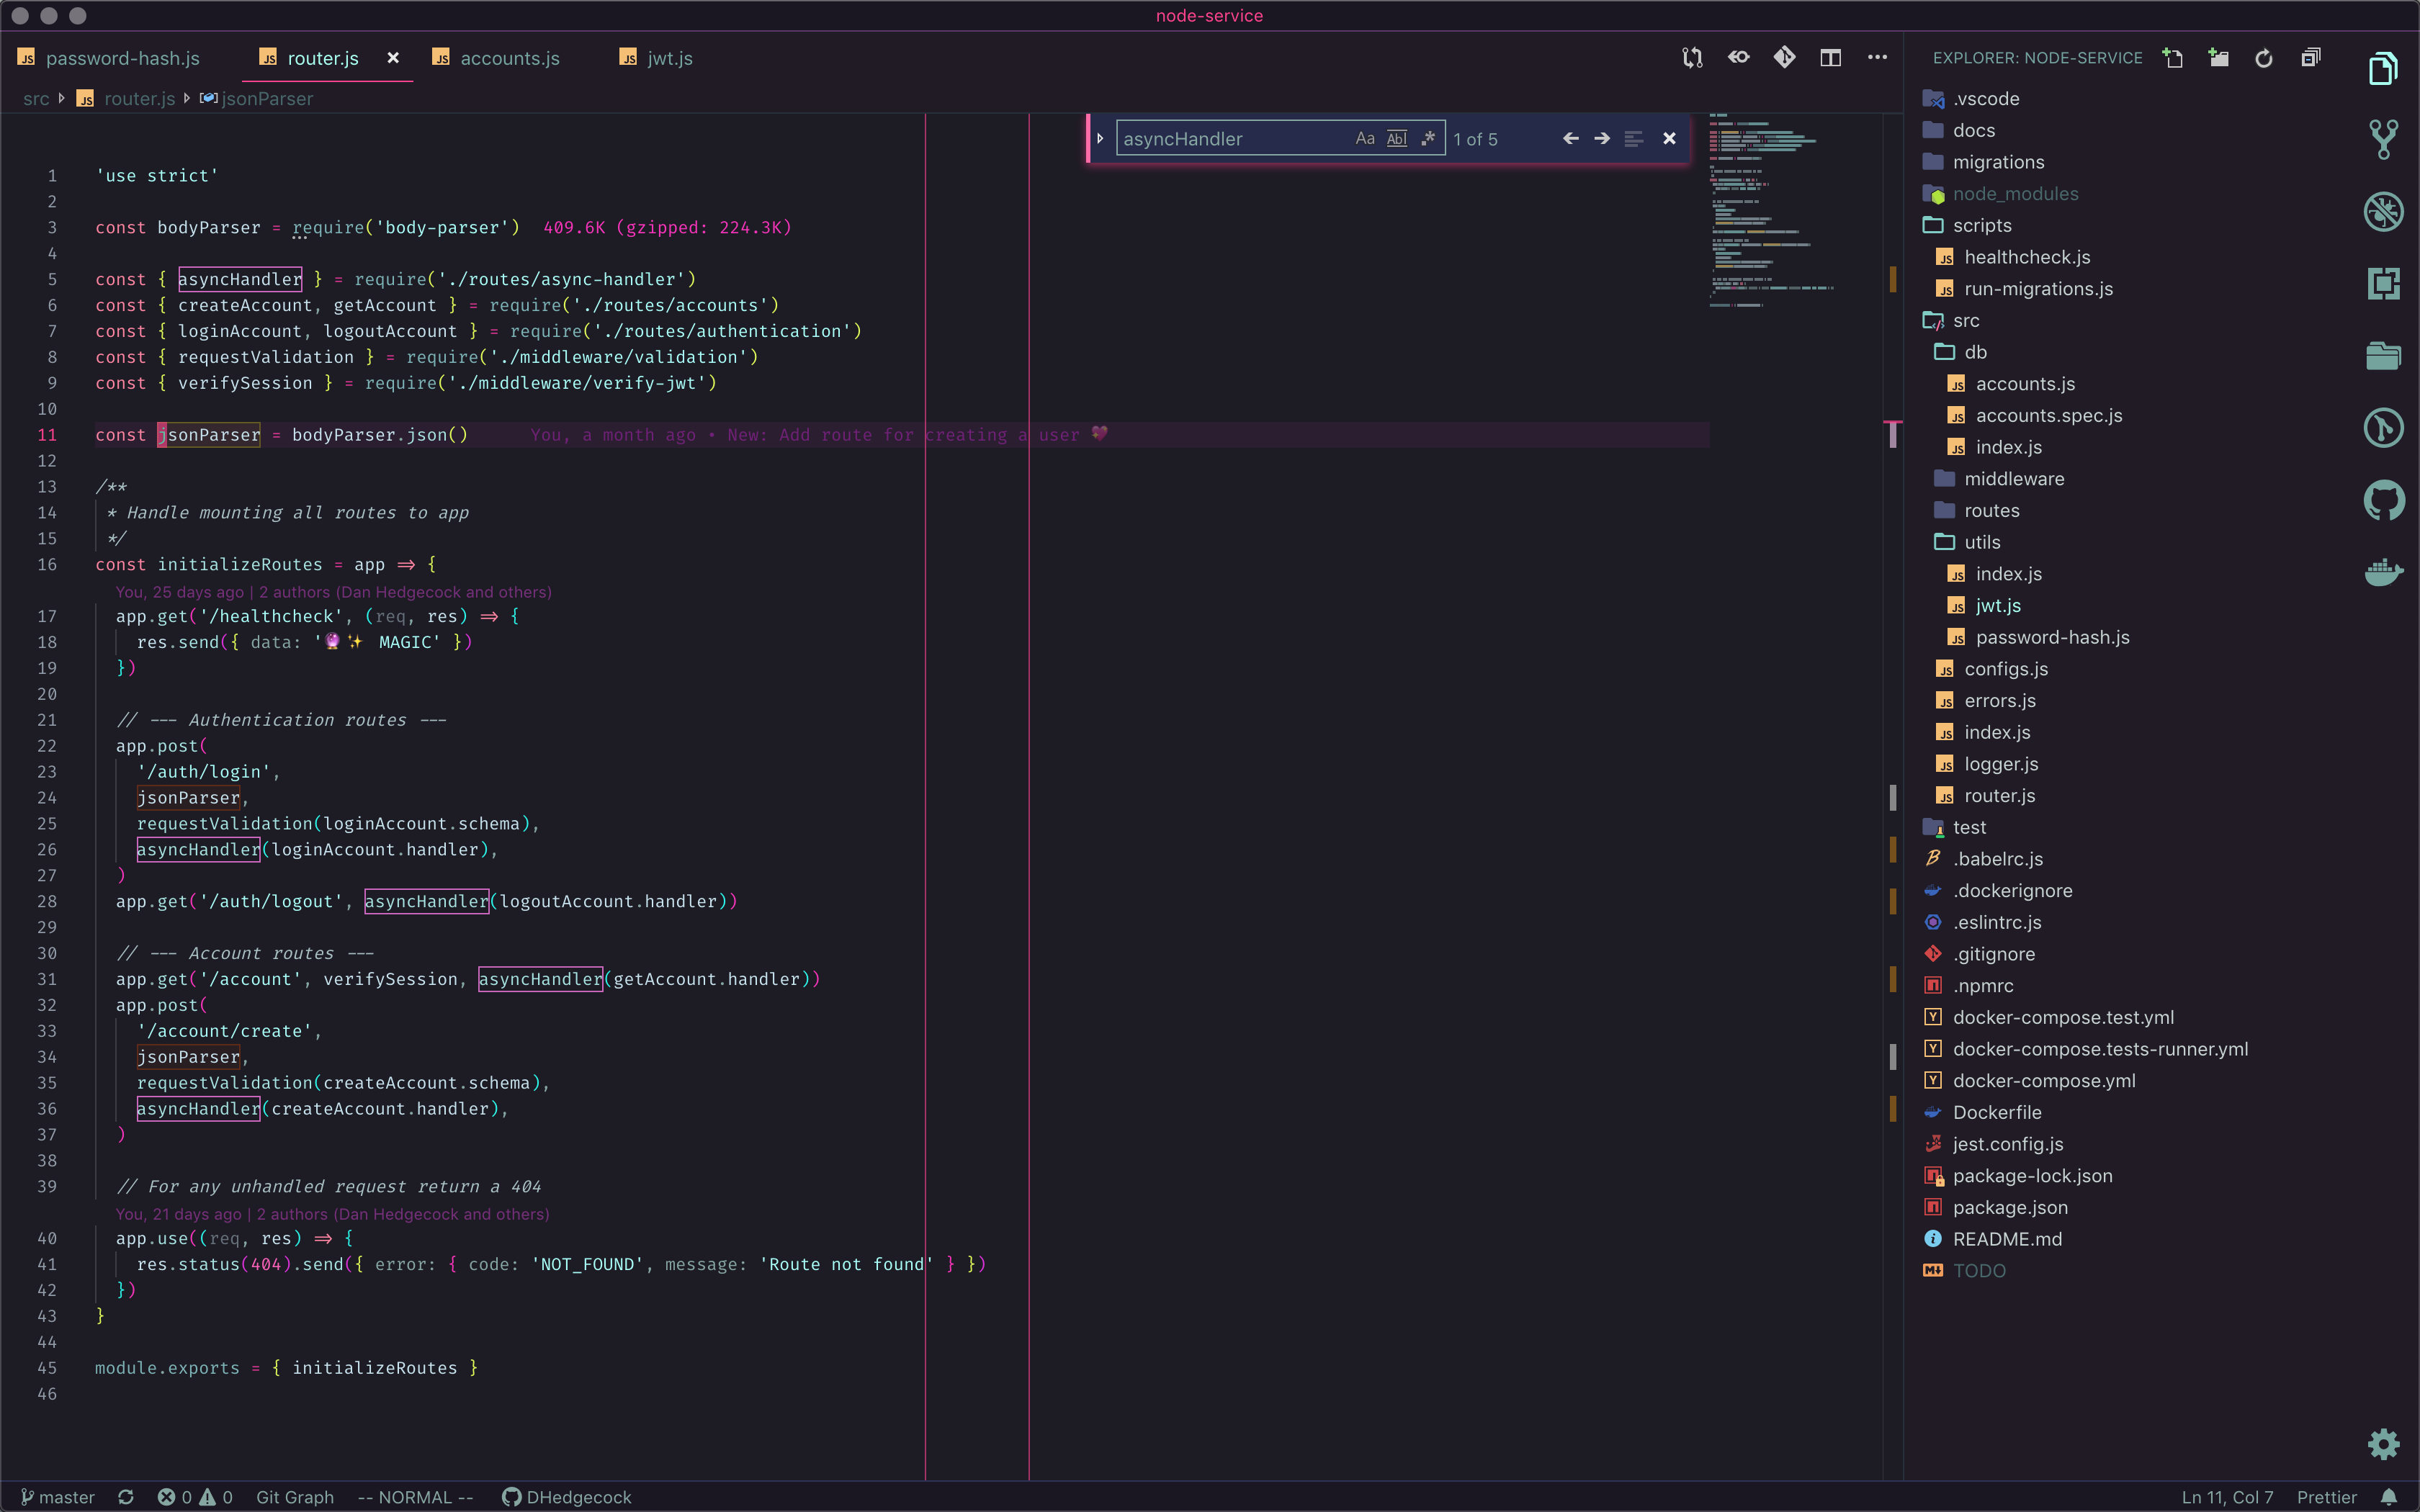 node-service
password-hash.js
router.js
accounts.js
jwt.js
src
router.js
jsonParser
asyncHandler
Aa Abl .*
1 of 5
1 'use strict'
2
3 const bodyParser = require('body-parser') 409.6K (gzipped: 224.3K)
4
5 const { asyncHandler } = require('./routes/async-handler')
6 const { createAccount, getAccount } = require('./routes/accounts')
7 const { loginAccount, logoutAccount } = require('./routes/authentication')
8 const { requestValidation } = require('./middleware/validation')
9 const { verifySession } = require('./middleware/verify-jwt')
10
11 const jsonParser = bodyParser.json() You, a month ago • New: Add route for creating a user 💖
12
13 /**
14 * Handle mounting all routes to app
15 */
16 const initializeRoutes = app ⇒ {
You, 25 days ago | 2 authors (Dan Hedgecock and others)
17 app.get('/healthcheck', (req, res) ⇒ {
18 res.send({ data: '🔮✨ MAGIC' })
19 })
20
21 // --- Authentication routes ---
22 app.post(
23 '/auth/login',
24 jsonParser,
25 requestValidation(loginAccount.schema),
26 asyncHandler(loginAccount.handler),
27 )
28 app.get('/auth/logout', asyncHandler(logoutAccount.handler))
29
30 // --- Account routes ---
31 app.get('/account', verifySession, asyncHandler(getAccount.handler))
32 app.post(
33 '/account/create',
34 jsonParser,
35 requestValidation(createAccount.schema),
36 asyncHandler(createAccount.handler),
37 )
38
39 // For any unhandled request return a 404
You, 21 days ago | 2 authors (Dan Hedgecock and others)
40 app.use((req, res) ⇒ {
41 res.status(404).send({ error: { code: 'NOT_FOUND', message: 'Route not found' } })
42 })
43 }
44
45 module.exports = { initializeRoutes }
46
EXPLORER: NODE-SERVICE
.vscode
docs
migrations
node_modules
scripts
healthcheck.js
run-migrations.js
src
db
accounts.js
accounts.spec.js
index.js
middleware
routes
utils
index.js
jwt.js
password-hash.js
configs.js
errors.js
index.js
logger.js
router.js
test
.babelrc.js
.dockerignore
.eslintrc.js
.gitignore
.npmrc
docker-compose.test.yml
docker-compose.tests-runner.yml
docker-compose.yml
Dockerfile
jest.config.js
package-lock.json
package.json
README.md
TODO
master 0 0 Git Graph -- NORMAL -- DHedgecock
Ln 11, Col 7 Prettier